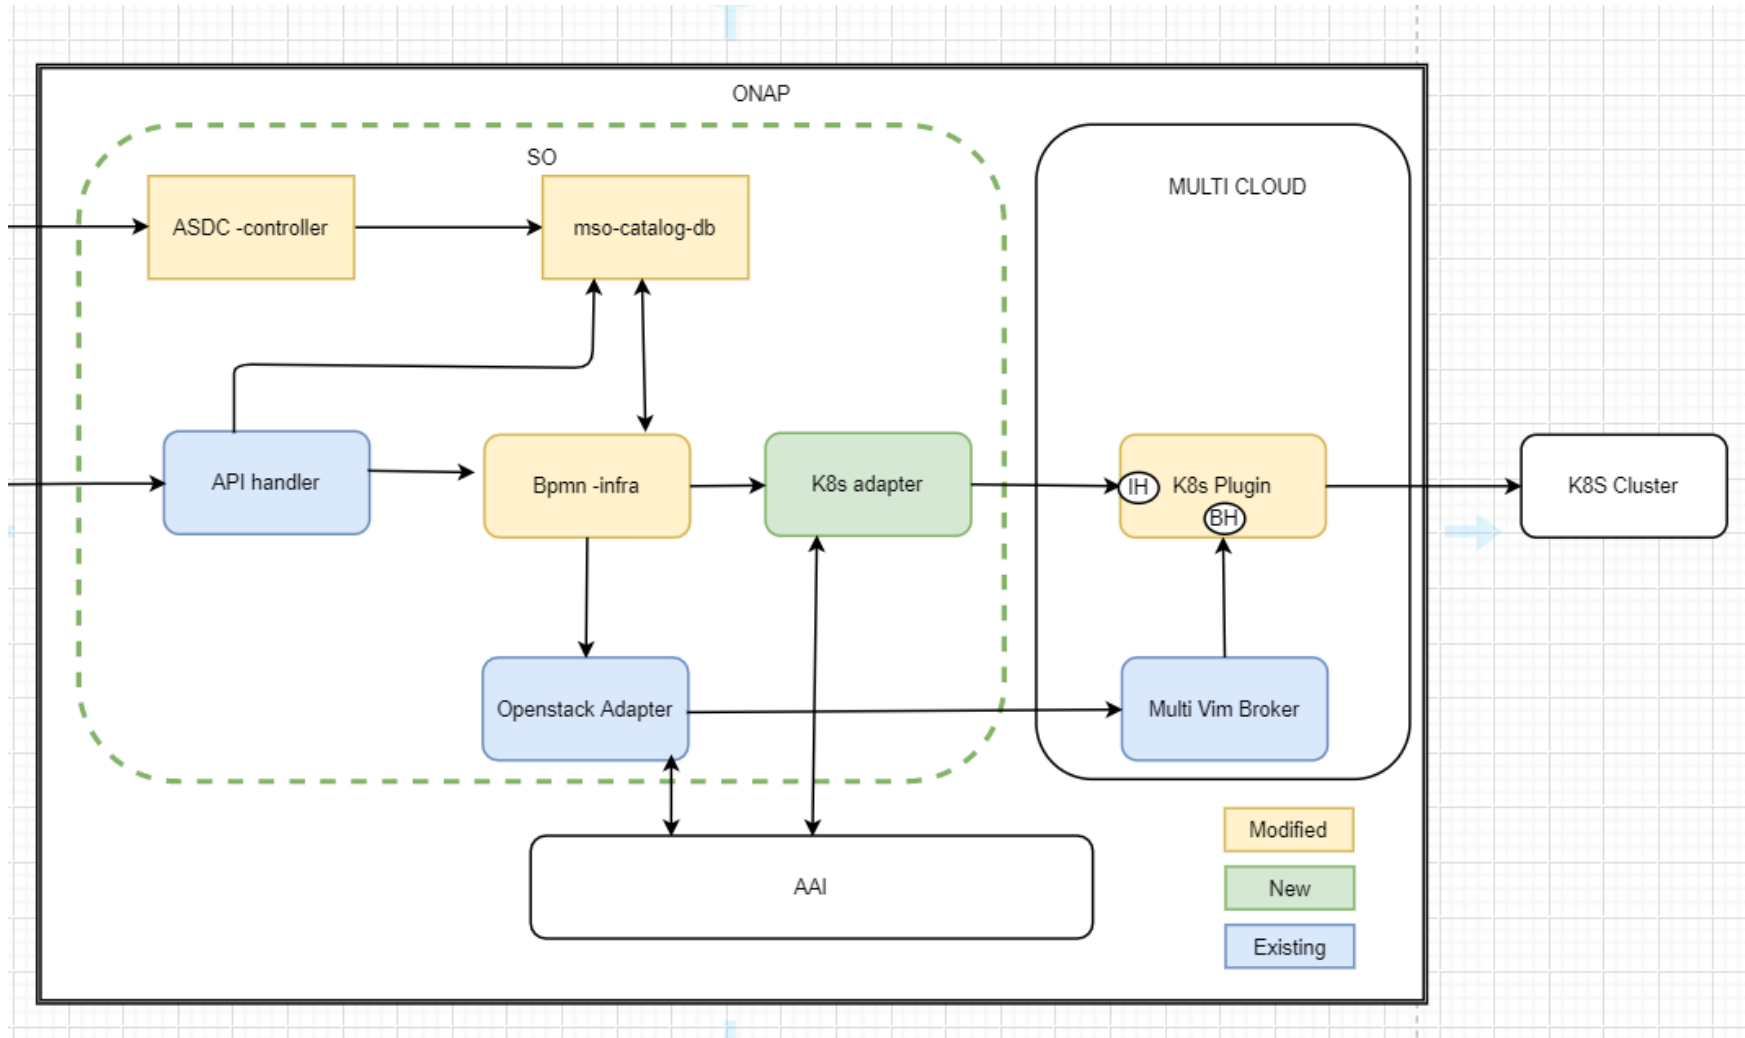 ONAP
SO
MULTI CLOUD
ASDC -controller
mso-catalog-db
API handler
Bpmn -infra
K8s adapter
IH
K8s Plugin
BH
K8S Cluster
Openstack Adapter
Multi Vim Broker
AAI
Modified
New
Existing